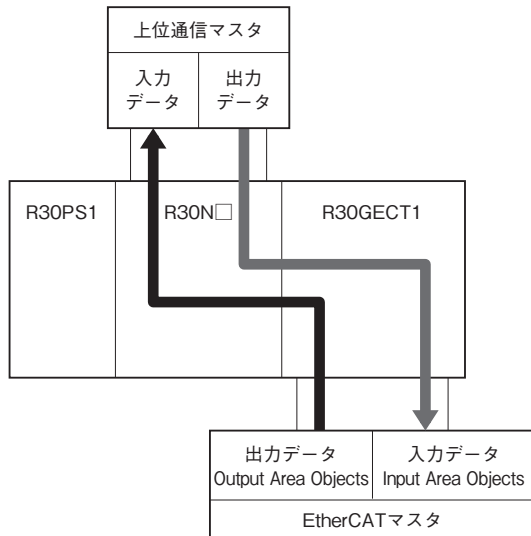 上位通信マスタ
入力
データ
出力
データ
R30PS1
R30N□
R30GECT1
出力データ
Output Area Objects
入力データ
Input Area Objects
EtherCATマスタ